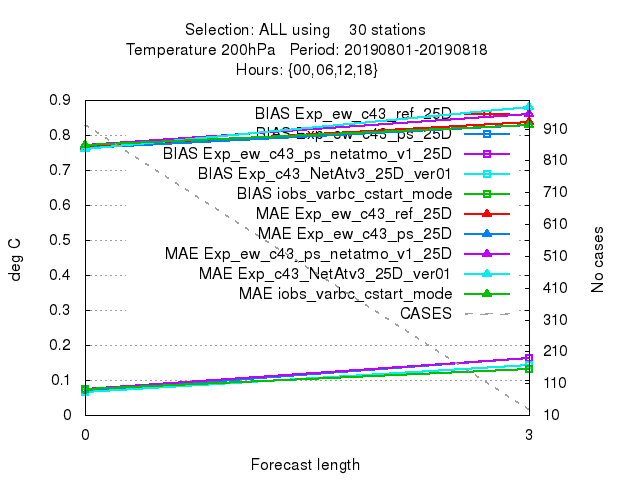 Selection: ALL using 30 stations
Temperature 200hPa Period: 20190801-20190818
Hours: {00,06,12,18}
0.9
0.8
0.7
0.6
0.5
0.4
0.3
0.2
0.1
0
deg C
BIAS Exp_ew_c43_ref_25D
BIAS Exp_ew_c43_ps_25D
BIAS Exp_ew_c43_ps_netatmo_v1_25D
BIAS Exp_c43_NetAtv3_25D_ver01
BIAS iobs_varbc_cstart_mode
MAE Exp_ew_c43_ref_25D
MAE Exp_ew_c43_ps_25D
MAE Exp_ew_c43_ps_netatmo_v1_25D
MAE Exp_c43_NetAtv3_25D_ver01
MAE iobs_varbc_cstart_mode
CASES
910
810
710
610
510
410
310
210
110
10
No cases
0 3
Forecast length